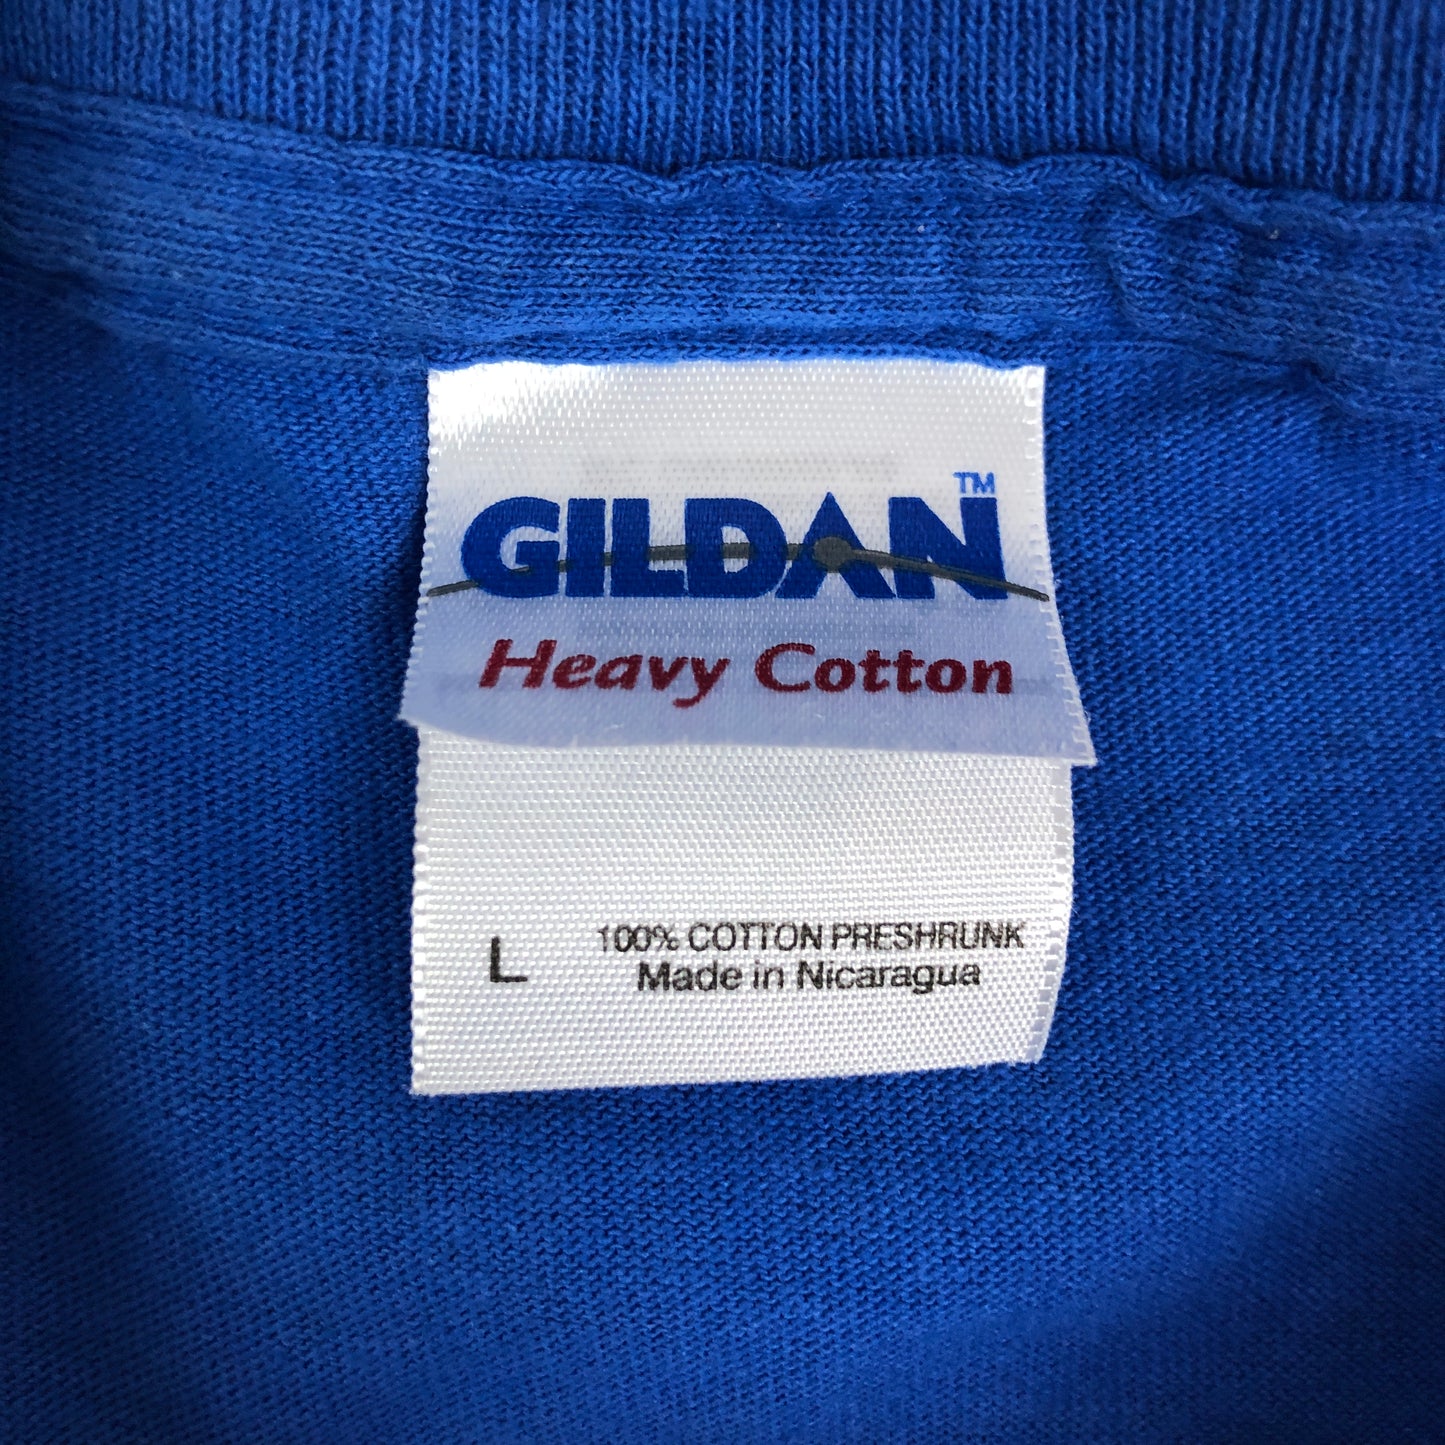 GILDAN™
Heavy Cotton
L 100% COTTON PRESHRUNK
Made in Nicaragua